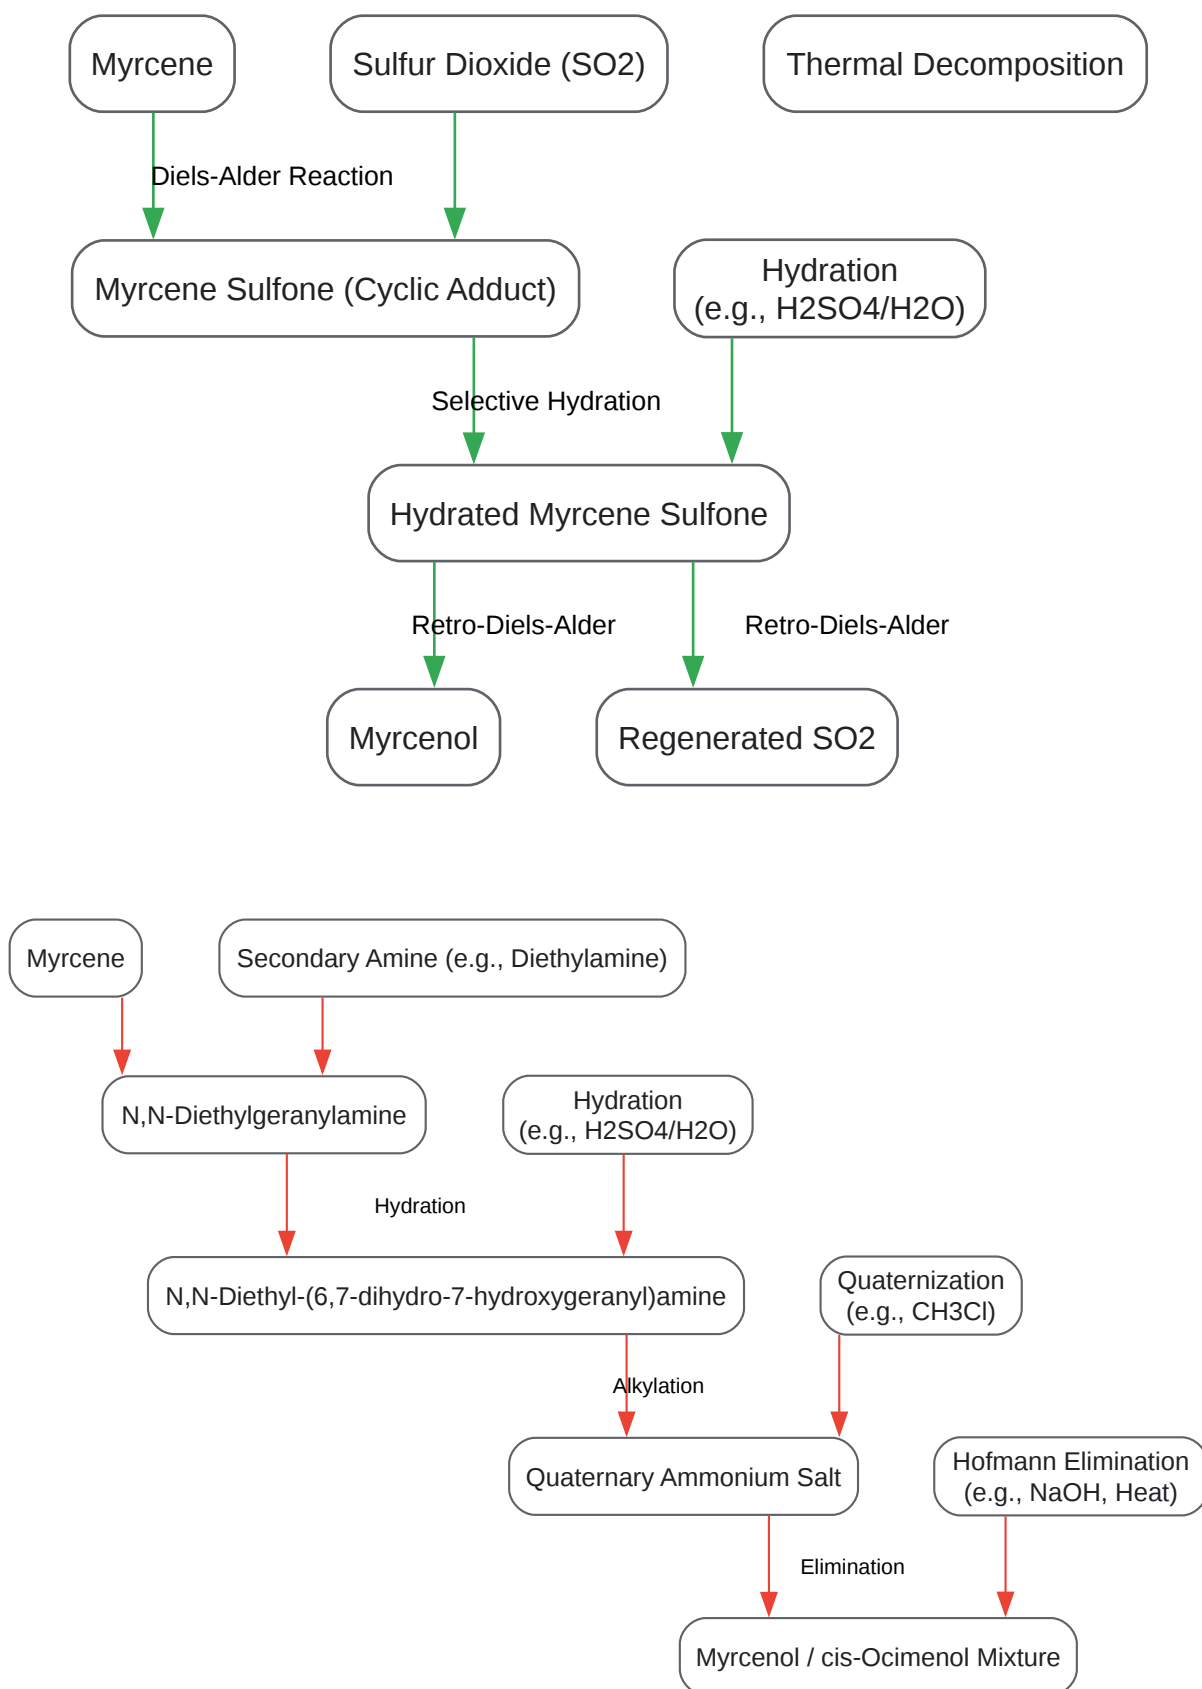 Myrcene
Sulfur Dioxide (SO2)
Thermal Decomposition
Diels-Alder Reaction
Myrcene Sulfone (Cyclic Adduct)
Hydration
(e.g., H2SO4/H2O)
Selective Hydration
Hydrated Myrcene Sulfone
Retro-Diels-Alder
Retro-Diels-Alder
Myrcenol
Regenerated SO2
Myrcene
Secondary Amine (e.g., Diethylamine)
N,N-Diethylgeranylamine
Hydration
(e.g., H2SO4/H2O)
Hydration
N,N-Diethyl-(6,7-dihydro-7-hydroxygeranyl)amine
Quaternization
(e.g., CH3Cl)
Alkylation
Quaternary Ammonium Salt
Hofmann Elimination
(e.g., NaOH, Heat)
Elimination
Myrcenol / cis-Ocimenol Mixture